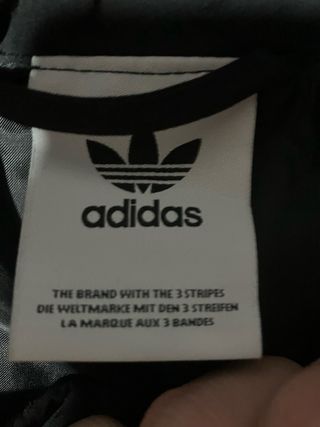 adidas
THE BRAND WITH THE 3 STRIPES
DIE WELTMARKE MIT DEN 3 STREIFEN
LA MARQUE AUX 3 BANDES